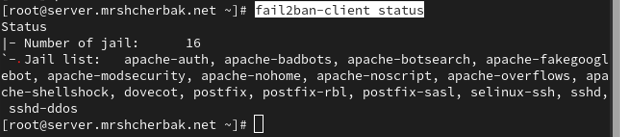 [root@server.mrshcherbak.net ~]# fail2ban-client status
Status
|- Number of jail:      16
`- Jail list:   apache-auth, apache-badbots, apache-botsearch, apache-fakegoogl
ebot, apache-modsecurity, apache-nohome, apache-noscript, apache-overflows, apa
che-shellshock, dovecot, postfix, postfix-rbl, postfix-sasl, selinux-ssh, sshd,
 sshd-ddos
[root@server.mrshcherbak.net ~]#